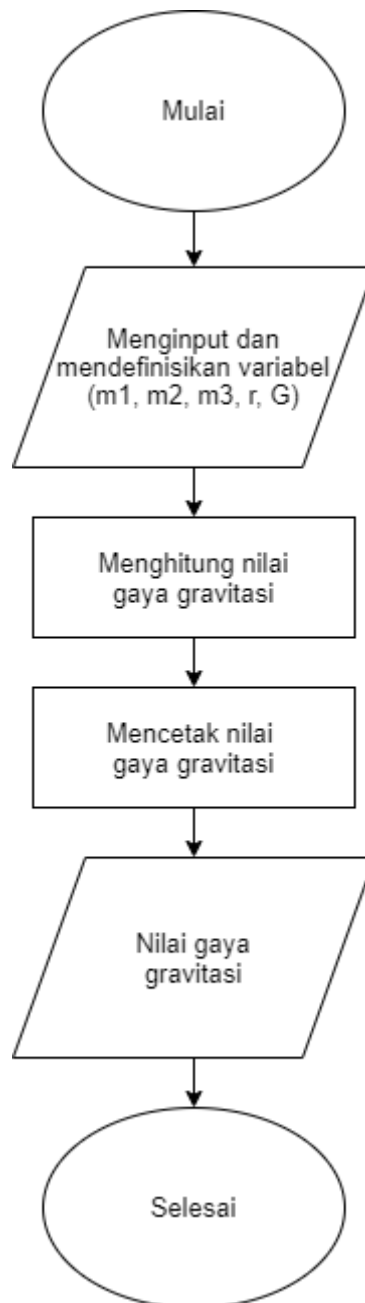 Mulai
Menginput dan
mendefinisikan variabel
(m1, m2, m3, r, G)
Menghitung nilai
gaya gravitasi
Mencetak nilai
gaya gravitasi
Nilai gaya
gravitasi
Selesai